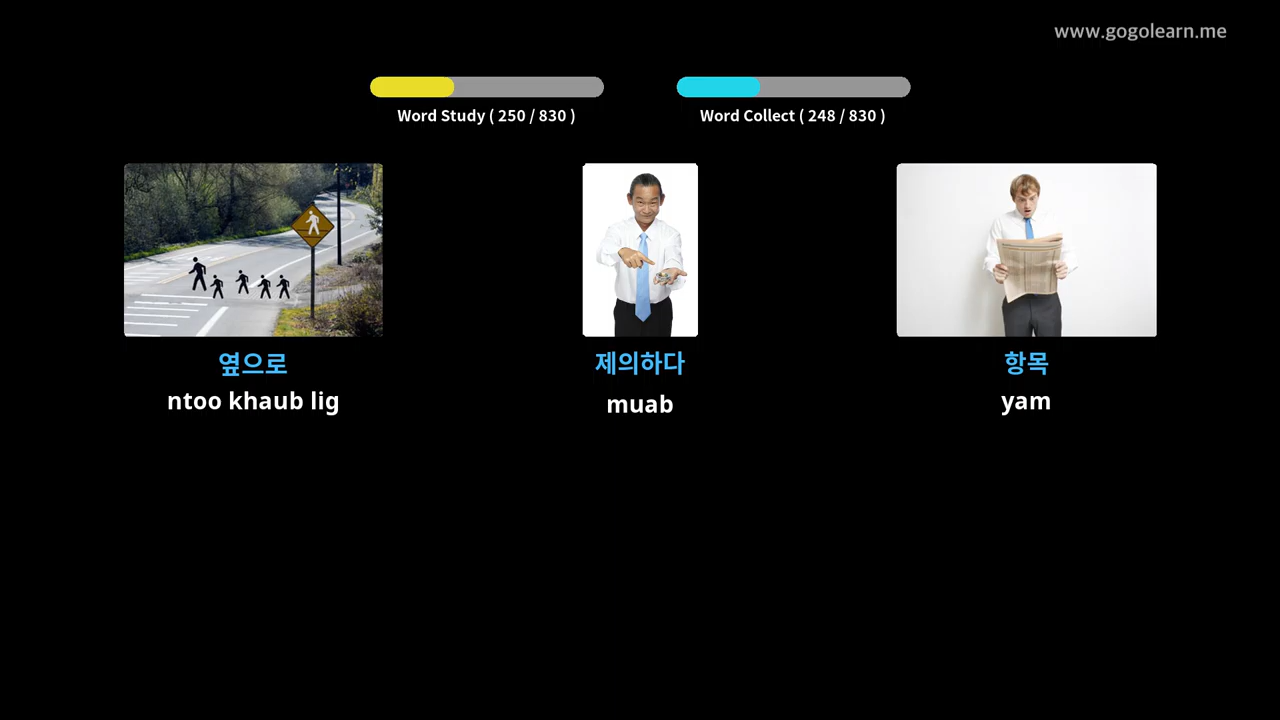 www.gogolearn.me
Word Study ( 250 / 830 )
Word Collect ( 248 / 830 )
옆으로
제의하다
항목
ntoo khaub lig
muab
yam